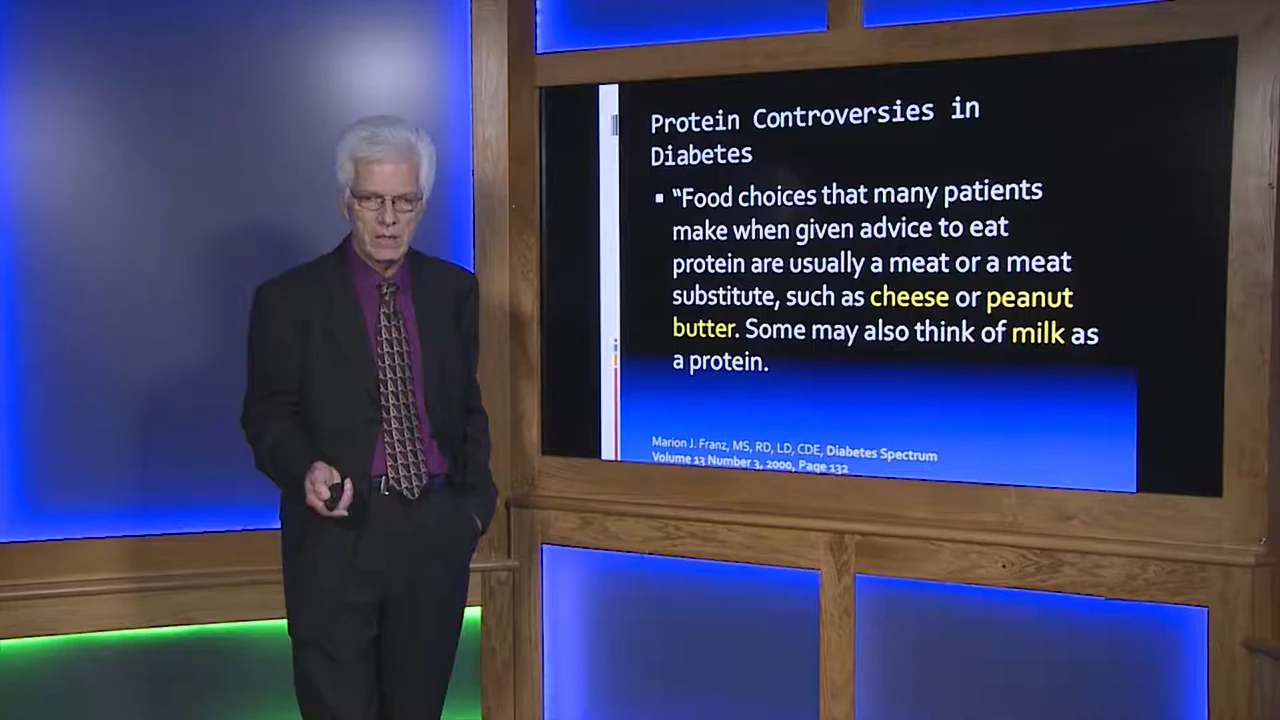 Protein Controversies in
Diabetes
▪ “Food choices that many patients
make when given advice to eat
protein are usually a meat or a meat
substitute, such as cheese or peanut
butter. Some may also think of milk as
a protein.
Marion J. Franz, MS, RD, LD, CDE, Diabetes Spectrum
Volume 13 Number 3, 2000, Page 132